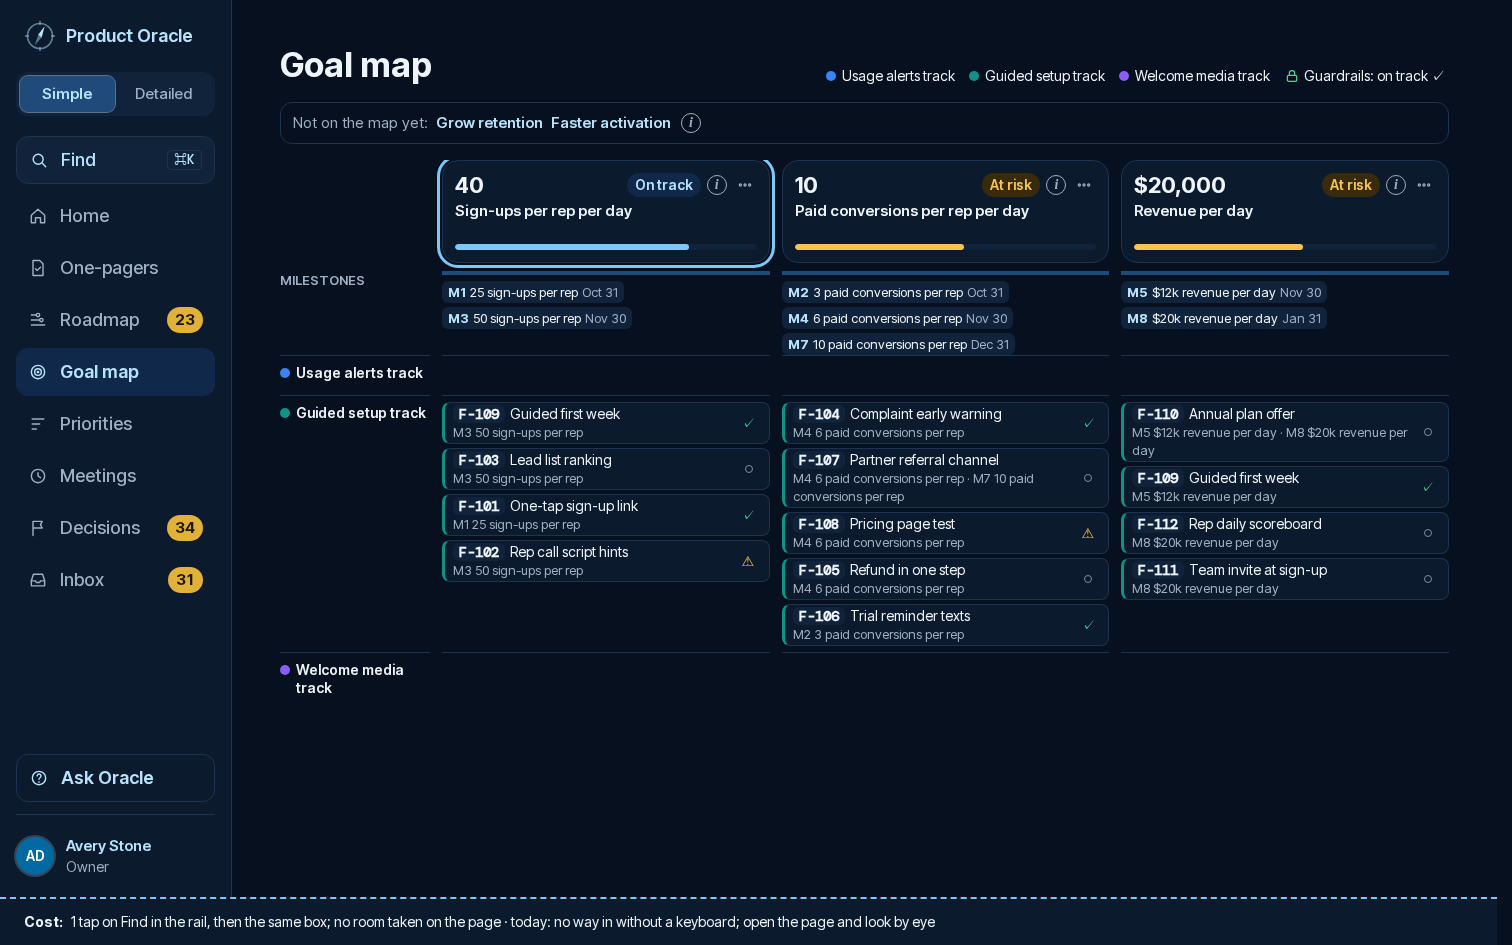 Product Oracle
Simple Detailed
Find ⌘K
Home
One-pagers
Roadmap 23
Goal map
Priorities
Meetings
Decisions 34
Inbox 31
Ask Oracle
AD Avery Stone
Owner
Goal map
Usage alerts track Guided setup track Welcome media track Guardrails: on track ✓
Not on the map yet: Grow retention Faster activation i
40 On track i ···
Sign-ups per rep per day
10 At risk i ···
Paid conversions per rep per day
$20,000 At risk i ···
Revenue per day
MILESTONES
M1 25 sign-ups per rep Oct 31
M3 50 sign-ups per rep Nov 30
M2 3 paid conversions per rep Oct 31
M4 6 paid conversions per rep Nov 30
M7 10 paid conversions per rep Dec 31
M5 $12k revenue per day Nov 30
M8 $20k revenue per day Jan 31
Usage alerts track
Guided setup track
F-109 Guided first week ✓
M3 50 sign-ups per rep
F-103 Lead list ranking ○
M3 50 sign-ups per rep
F-101 One-tap sign-up link ✓
M1 25 sign-ups per rep
F-102 Rep call script hints ⚠
M3 50 sign-ups per rep
F-104 Complaint early warning ✓
M4 6 paid conversions per rep
F-107 Partner referral channel ○
M4 6 paid conversions per rep · M7 10 paid
conversions per rep
F-108 Pricing page test ⚠
M4 6 paid conversions per rep
F-105 Refund in one step ○
M4 6 paid conversions per rep
F-106 Trial reminder texts ✓
M2 3 paid conversions per rep
F-110 Annual plan offer ○
M5 $12k revenue per day · M8 $20k revenue per
day
F-109 Guided first week ✓
M5 $12k revenue per day
F-112 Rep daily scoreboard ○
M8 $20k revenue per day
F-111 Team invite at sign-up ○
M8 $20k revenue per day
Welcome media
track
Cost: 1 tap on Find in the rail, then the same box; no room taken on the page · today: no way in without a keyboard; open the page and look by eye